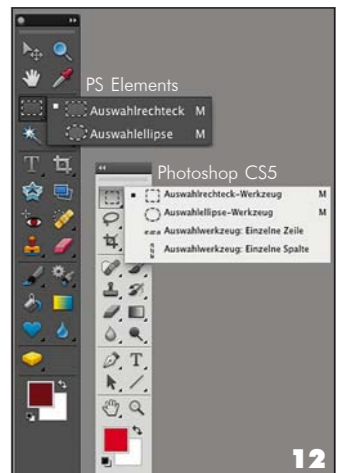 PS Elements
Auswahlrechteck M
Auswahlellipse M
Photoshop CS5
Auswahlrechteck-Werkzeug M
Auswahlellipse-Werkzeug M
Auswahlwerkzeug: Einzelne Zeile
Auswahlwerkzeug: Einzelne Spalte
12